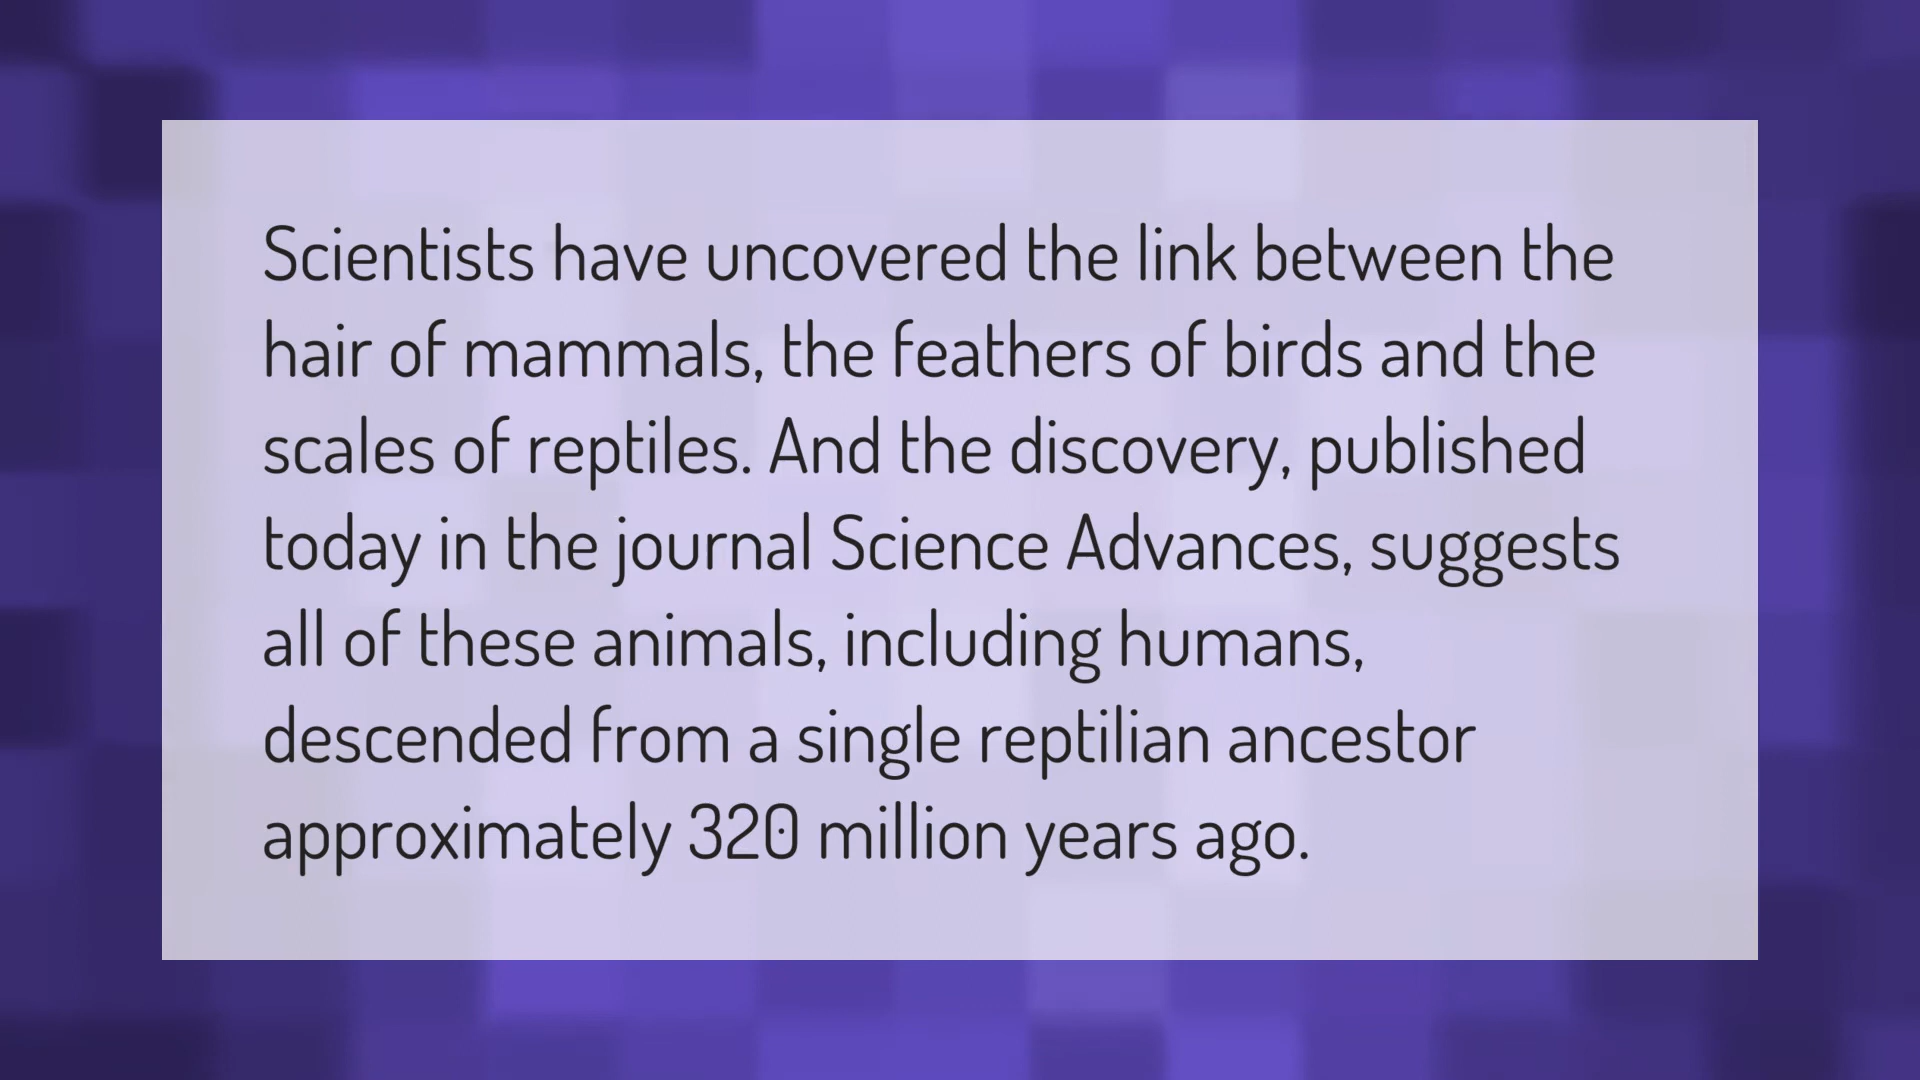 Scientists have uncovered the link between the
hair of mammals, the feathers of birds and the
scales of reptiles. And the discovery, published
today in the journal Science Advances, suggests
all of these animals, including humans,
descended from a single reptilian ancestor
approximately 320 million years ago.